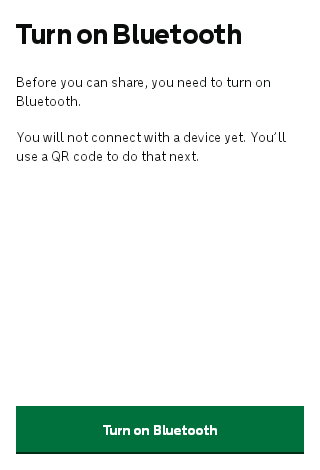 Turn on Bluetooth
Before you can share, you need to turn on
Bluetooth.
You will not connect with a device yet. You'll
use a QR code to do that next.
Turn on Bluetooth